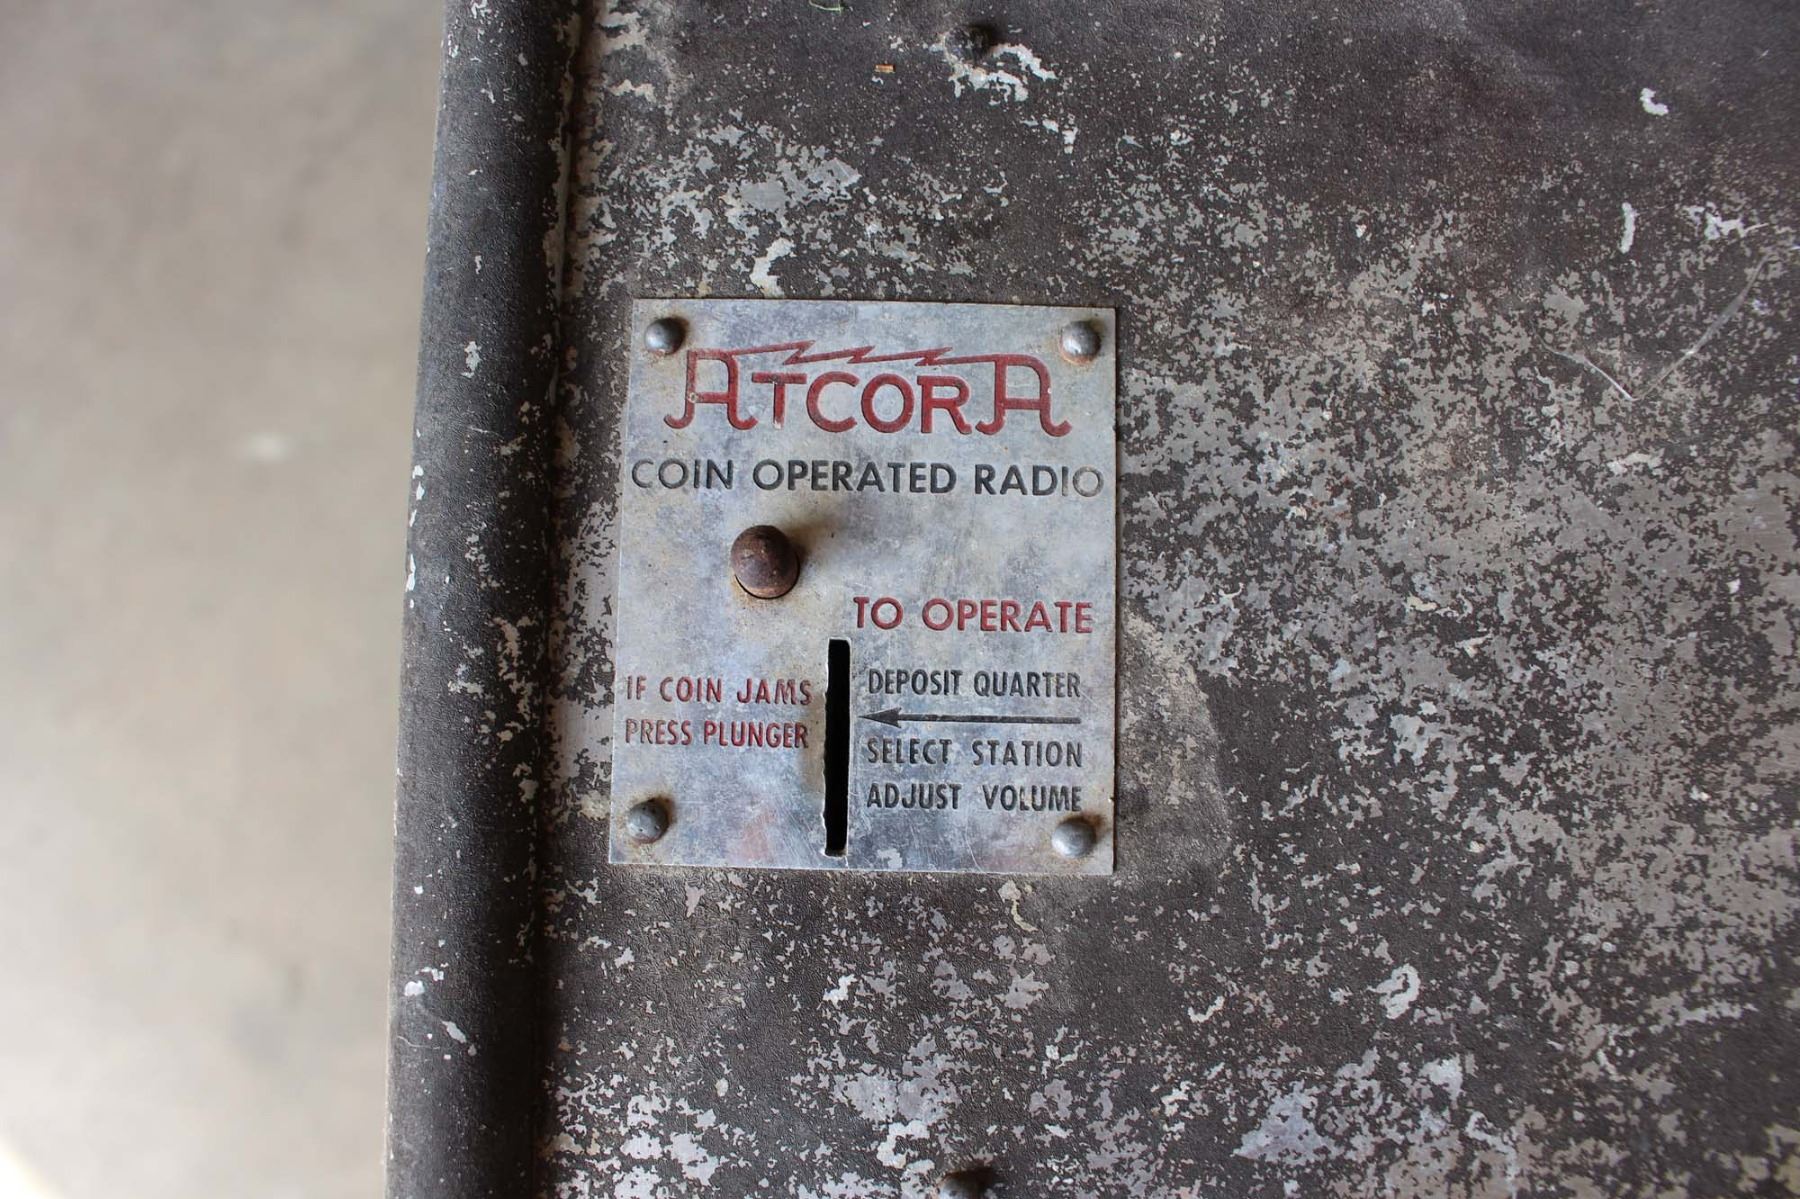 ATCORA
COIN OPERATED RADIO
TO OPERATE
IF COIN JAMS
PRESS PLUNGER
DEPOSIT QUARTER
SELECT STATION
ADJUST VOLUME